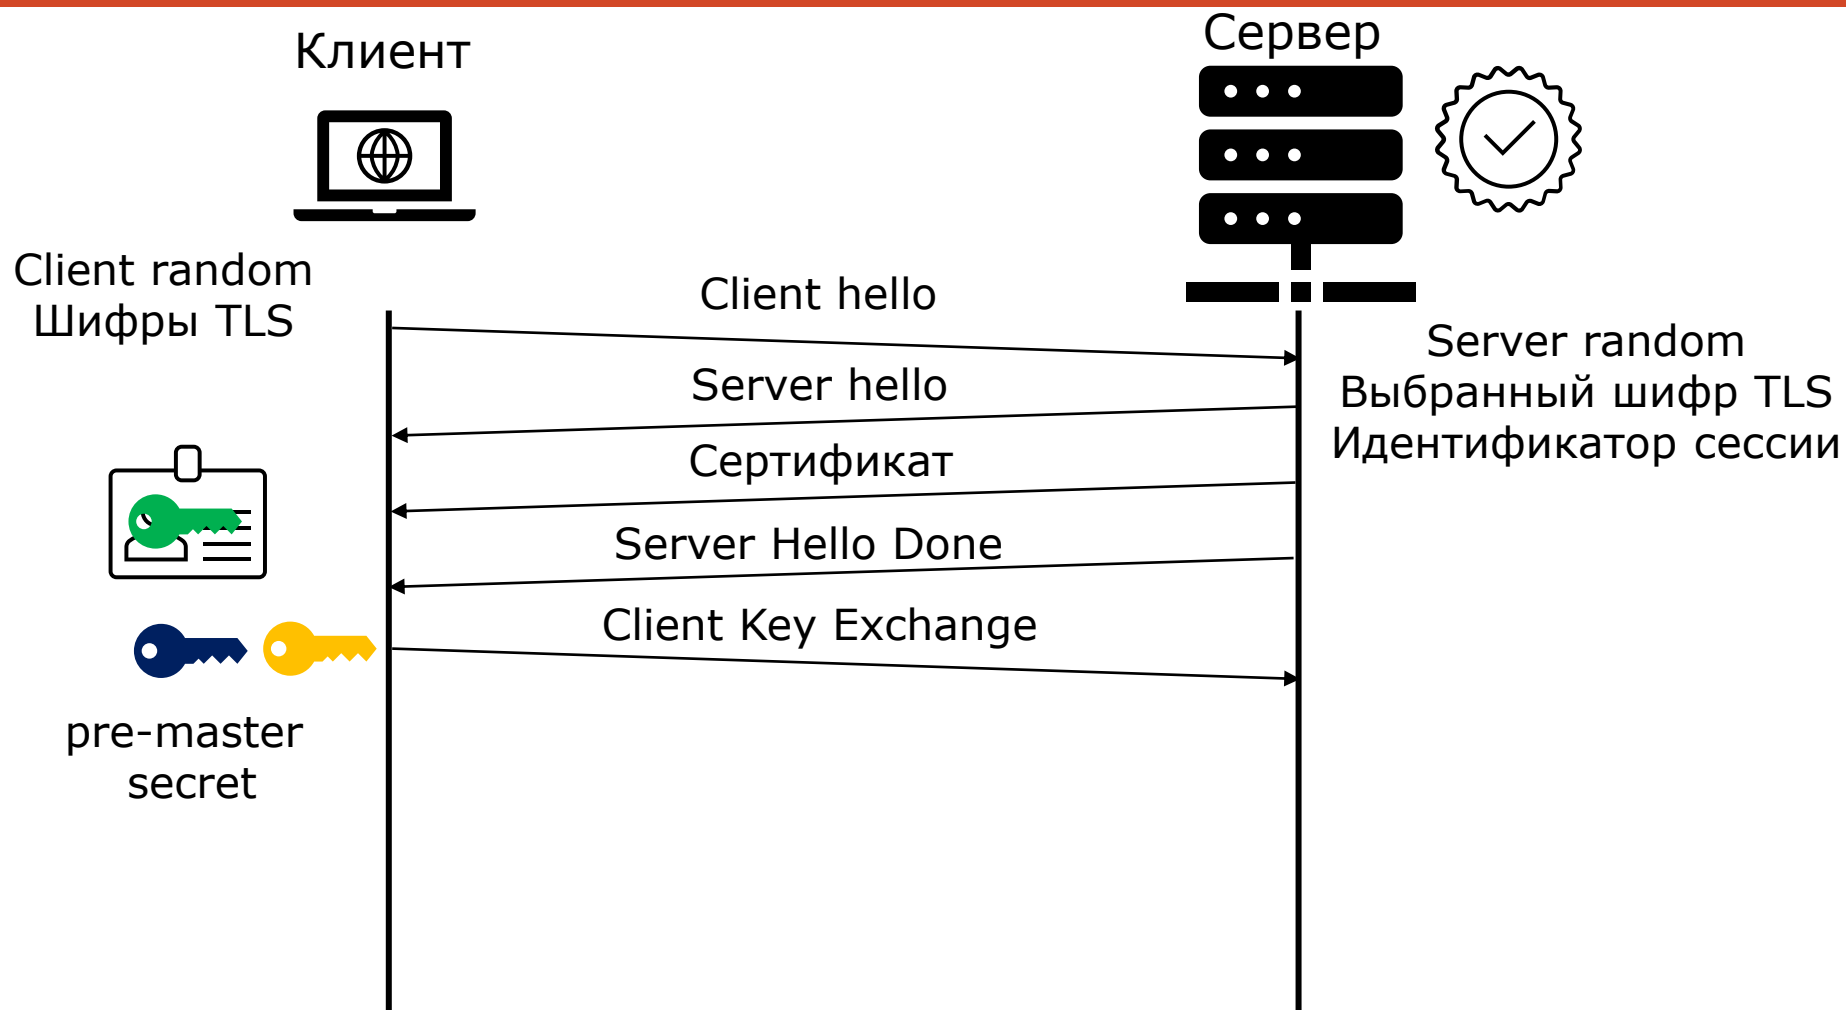 Клиент
Сервер
Client random
Шифры TLS
Client hello
Server random
Выбранный шифр TLS
Идентификатор сессии
Server hello
Сертификат
Server Hello Done
Client Key Exchange
pre-master
secret